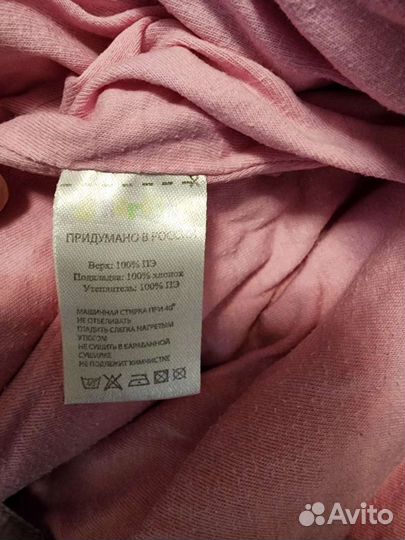 ПРИДУМАНО В РОССИИ
Верх: 100% ПЭ
Подкладка: 100% хлопок
Утеплитель: 100% ПЭ
МАШИННАЯ СТИРКА ПРИ 40°
НЕ ОТБЕЛИВАТЬ
ГЛАДИТЬ СЛЕГКА НАГРЕТЫМ
УТЮГОМ
НЕ СУШИТЬ В БАРАБАННОЙ
СУШИЛКЕ
НЕ ПОДЛЕЖИТ ХИМЧИСТКЕ
Avito